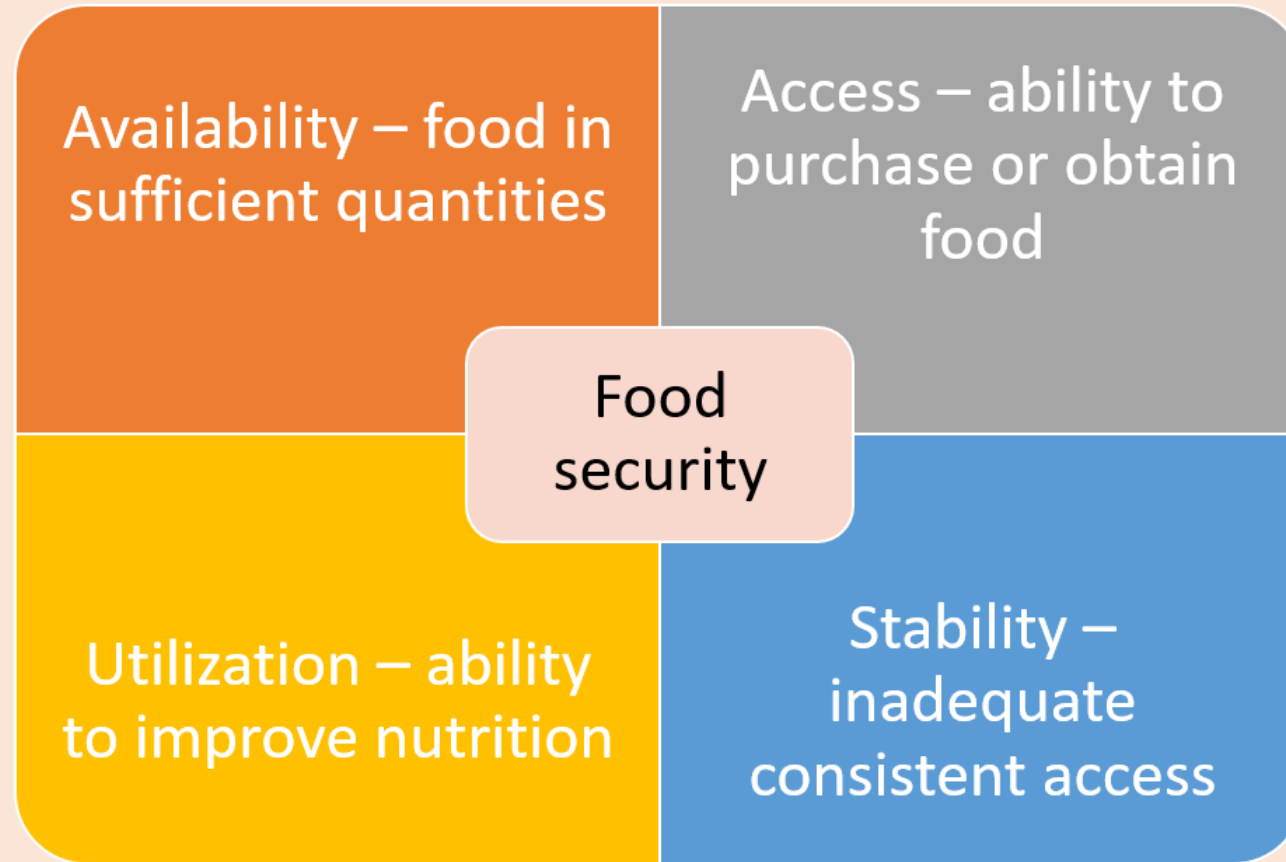 Availability – food in
sufficient quantities
Access – ability to
purchase or obtain
food
Food
security
Utilization – ability
to improve nutrition
Stability –
inadequate
consistent access